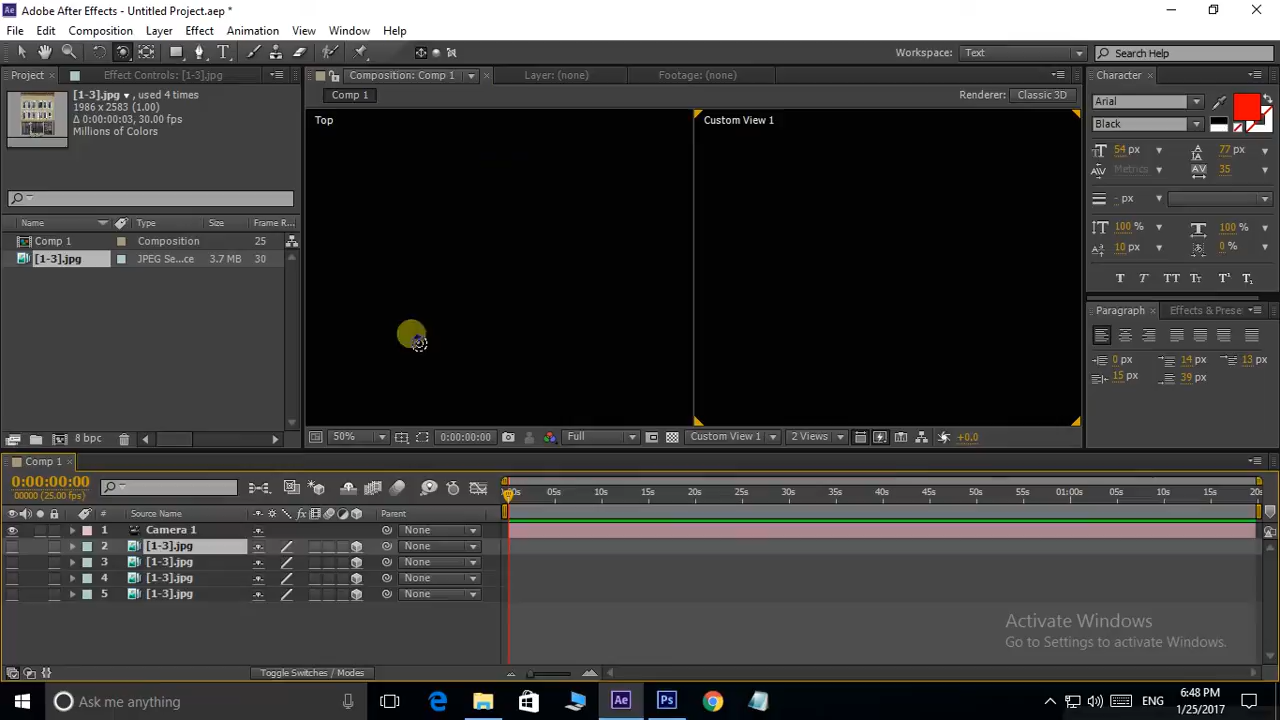 Adobe After Effects - Untitled Project.aep *
File Edit Composition Layer Effect Animation View Window Help
Workspace: Text Search Help
Project Effect Controls: [1-3].jpg Composition: Comp 1 Layer: (none) Footage: (none) Character
[1-3].jpg , used 4 times
1986 x 2583 (1.00)
Δ 0:00:00:03, 30.00 fps
Millions of Colors
Comp 1 Renderer: Classic 3D
Top Custom View 1
Arial
Black
54 px 77 px
Metrics 35
- px
100 % 100 %
10 px 0 %
T T TT Tr T¹ T₁
Paragraph Effects & Prese
0 px 14 px 13 px
15 px 39 px
Name Type Size Frame R...
Comp 1 Composition 25
[1-3].jpg JPEG Se...ce 3.7 MB 30
8 bpc 50% 0:00:00:00 Full Custom View 1 2 Views +0.0
Comp 1
0:00:00:00
00000 (25.00 fps)
05s 10s 15s 20s 25s 30s 35s 40s 45s 50s 55s 01:00s 05s 10s 15s 20s
# Source Name Parent
1 Camera 1 None
2 [1-3].jpg None
3 [1-3].jpg None
4 [1-3].jpg None
5 [1-3].jpg None
Activate Windows
Go to Settings to activate Windows.
Toggle Switches / Modes
Ask me anything ENG 6:48 PM
1/25/2017